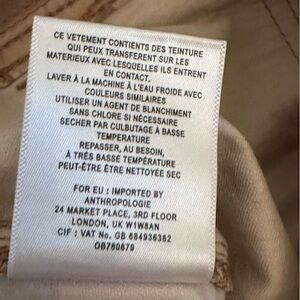 CE VETEMENT CONTIENTS DES TEINTURE
QUI PEUX TRANSFERENT SUR LES
MATERIEUX AVEC LESQUELLES ILS ENTRENT
EN CONTACT.
LAVER À LA MACHINE À L'EAU FROIDE AVEC
COULEURS SIMILAIRES
UTILISER UN AGENT DE BLANCHIMENT
SANS CHLORE SI NÉCESSAIRE
SECHER PAR CULBUTAGE À BASSE
TEMPERATURE
REPASSER, AU BESOIN,
À TRÈS BASSE TEMPÉRATURE
PEUT-ÊTRE ÊTRE NETTOYÉE SEC
FOR EU : IMPORTED BY
ANTHROPOLOGIE
24 MARKET PLACE, 3RD FLOOR
LONDON, UK W1W8AN
CIF : VAT No. GB 684936382
OB760679